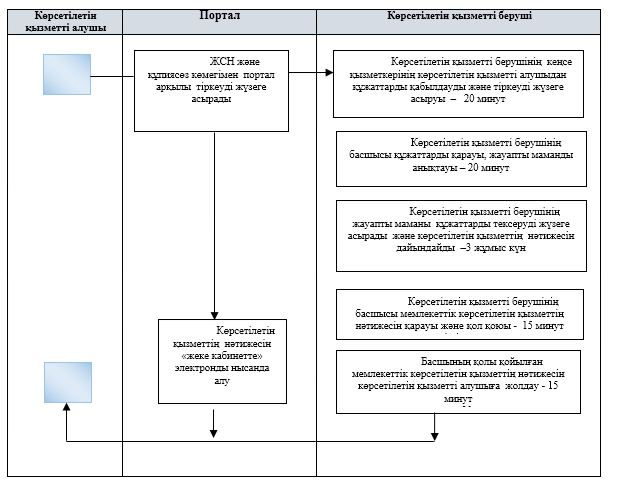 Көрсетілетін
қызметті алушы
Портал
Көрсетілетін қызметті беруші
ЖСН және
құпиясөз көмегімен портал
арқылы тіркеуді жүзеге
асырады
Көрсетілетін қызметті берушінің кеңсе
қызметкерінің көрсетілетін қызметті алушыдан
құжаттарды қабылдауды және тіркеуді жүзеге
асыруы – 20 минут
Көрсетілетін қызметті берушінің
басшысы құжаттарды қарауы, жауапты маманды
анықтауы – 20 минут
Көрсетілетін қызметті берушінің
жауапты маманы құжаттарды тексеруді жүзеге
асырады және көрсетілетін қызметтің нәтижесін
дайындайды –3 жұмыс күн
Көрсетілетін қызметті берушінің
басшысы мемлекеттік көрсетілетін қызметтің
нәтижесін қарауы және қол қоюы - 15 минут
Көрсетілетін
қызметтің нәтижесін
«жеке кабинетте»
электронды нысанда
алу
Басшының қолы қойылған
мемлекеттік көрсетілетін қызметтің нәтижесін
көрсетілетін қызметті алушыға жолдау - 15
минут